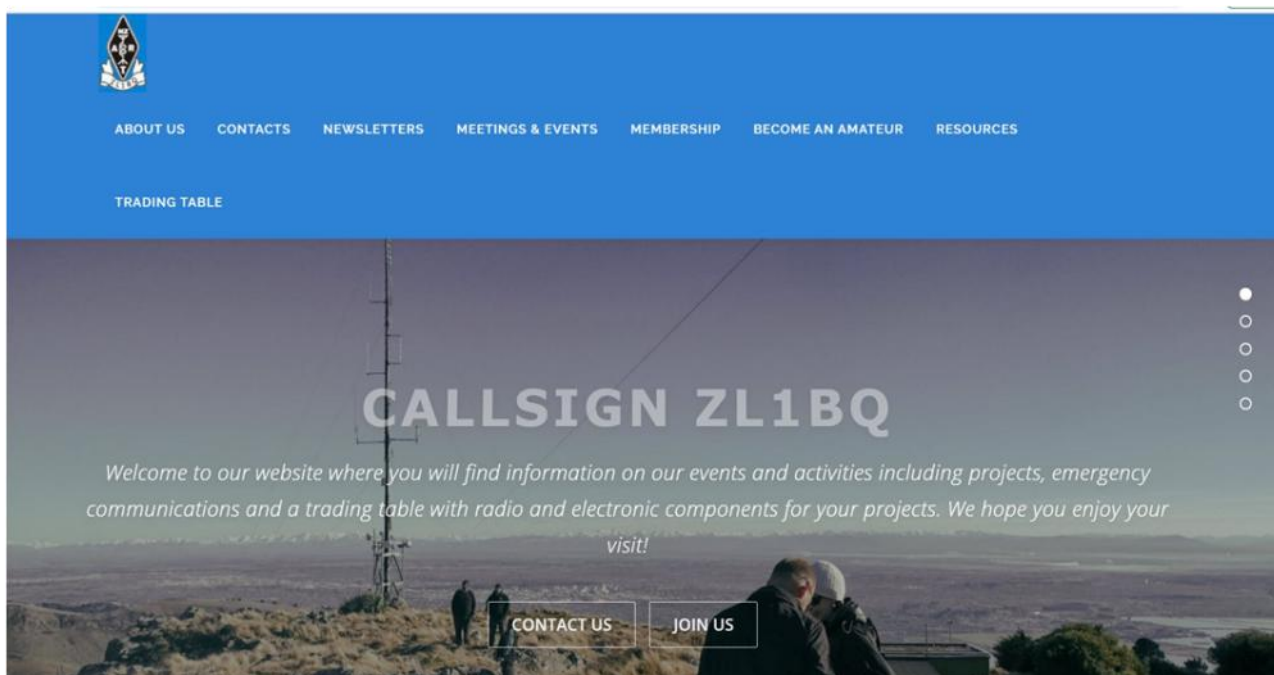 NZ
A R
T
ZL1BQ
ABOUT US CONTACTS NEWSLETTERS MEETINGS & EVENTS MEMBERSHIP BECOME AN AMATEUR RESOURCES
TRADING TABLE
CALLSIGN ZL1BQ
Welcome to our website where you will find information on our events and activities including projects, emergency
communications and a trading table with radio and electronic components for your projects. We hope you enjoy your
visit!
CONTACT US JOIN US